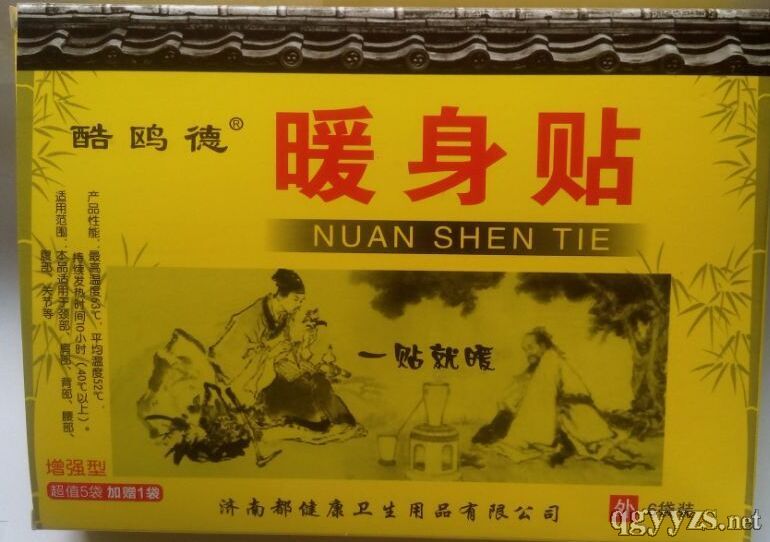 酷鸥德®
暖身贴
NUAN SHEN TIE
产品性能：最高温度63℃，平均温度52℃，
持续发热时间10小时（40℃以上）。
适用范围：本品适用于颈部、肩部、背部、腰部、
腹部、关节等
一贴就暖
增强型
超值5袋 加赠1袋
济南都健康卫生用品有限公司
外 6袋装
qgyyzs.net